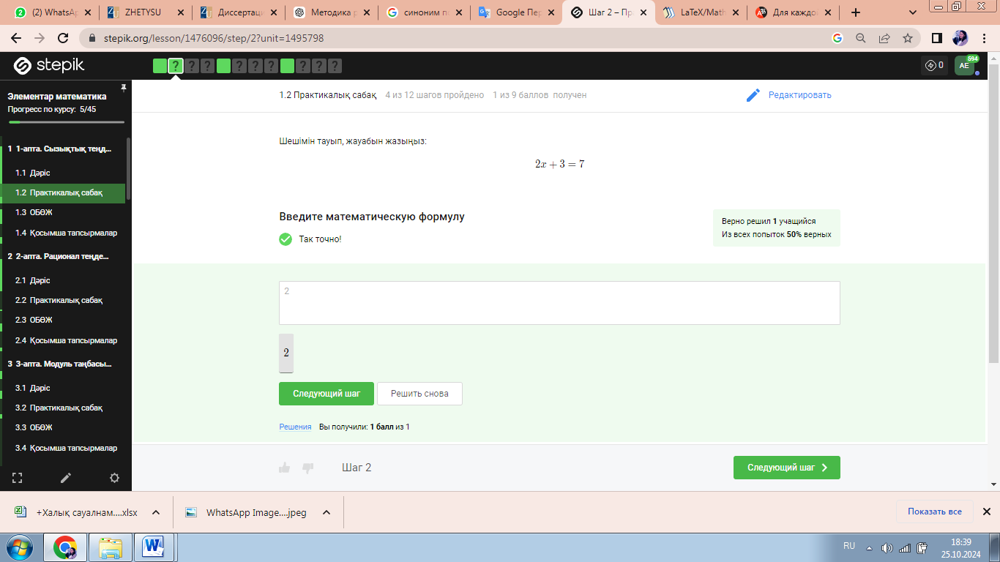 (2) WhatsAp
ZHETYSU
Диссертаци
Методика р
синоним по
Google Пер
Шаг 2 – Пр
LaTeX/Math
Для каждо
stepik.org/lesson/1476096/step/2?unit=1495798
stepik
0
AE
594
Элементар математика
Прогресс по курсу: 5/45
1 1-апта. Сызықтық теңд...
1.1 Дәріс
1.2 Практикалық сабақ
1.3 ОБӨЖ
1.4 Қосымша тапсырмалар
2 2-апта. Рационал теңде...
2.1 Дәріс
2.2 Практикалық сабақ
2.3 ОБӨЖ
2.4 Қосымша тапсырмалар
3 3-апта. Модуль таңбасы...
3.1 Дәріс
3.2 Практикалық сабақ
3.3 ОБӨЖ
3.4 Қосымша тапсырмалар
1.2 Практикалық сабақ 4 из 12 шагов пройдено 1 из 9 баллов получен
Редактировать
Шешімін тауып, жауабын жазыңыз:
2x + 3 = 7
Введите математическую формулу
Так точно!
Верно решил 1 учащийся
Из всех попыток 50% верных
2
2
Следующий шаг
Решить снова
Решения Вы получили: 1 балл из 1
Шаг 2
Следующий шаг
+Халық сауалнам....xlsx
WhatsApp Image....jpeg
Показать все
RU
18:39
25.10.2024